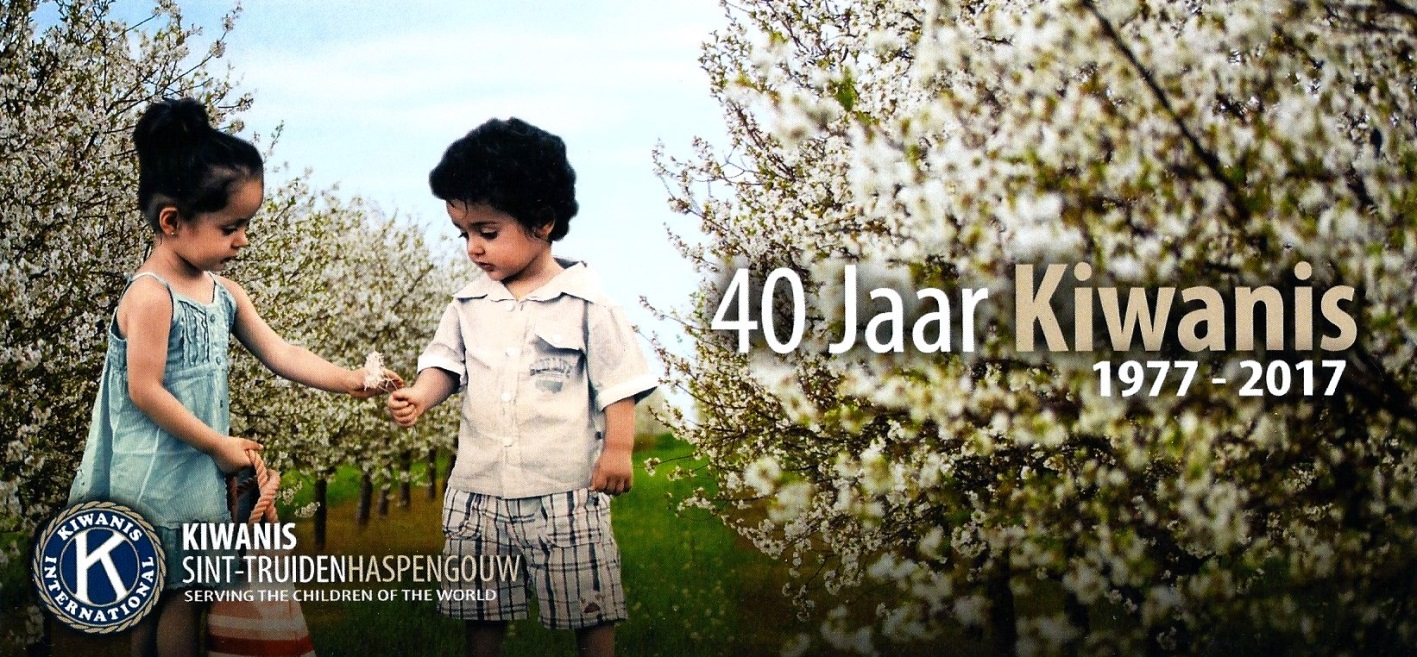 40 Jaar Kiwanis
1977 - 2017
KIWANIS
INTERNATIONAL
K
KIWANIS
SINT-TRUIDENHASPENGOUW
SERVING THE CHILDREN OF THE WORLD